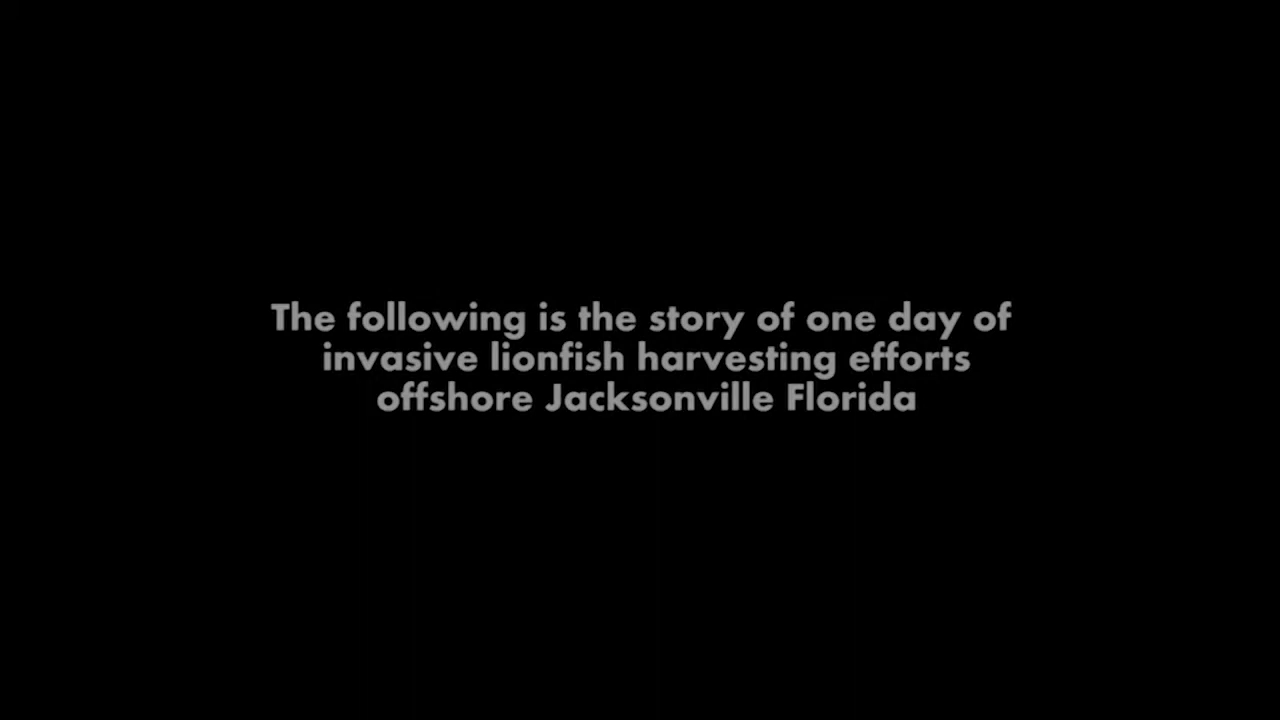 The following is the story of one day of
invasive lionfish harvesting efforts
offshore Jacksonville Florida